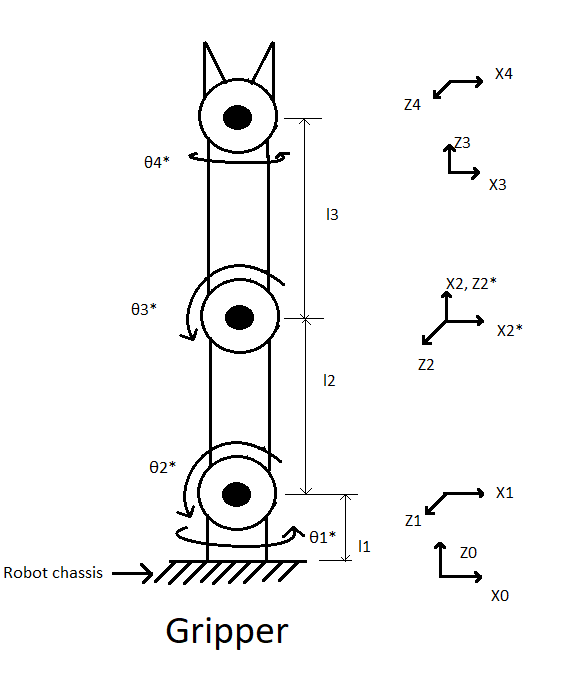 X4
Z4
Z3
θ4*
X3
l3
X2, Z2*
θ3*
X2*
Z2
l2
θ2*
X1
Z1
θ1*
l1
Z0
Robot chassis
X0
Gripper